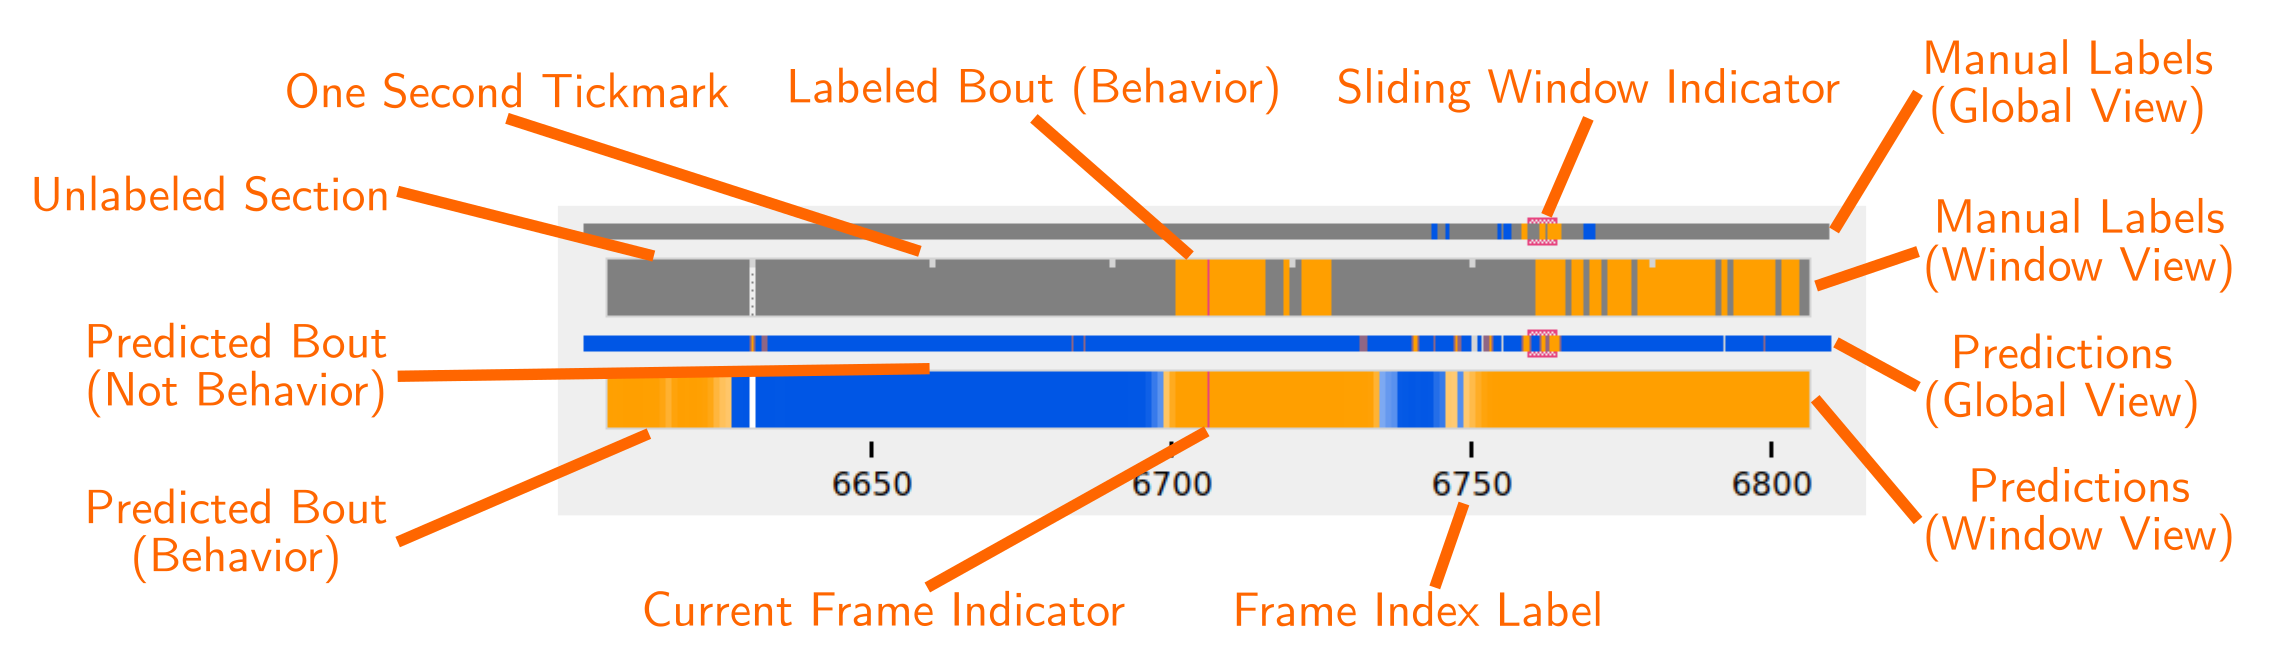 One Second Tickmark
Labeled Bout (Behavior)
Sliding Window Indicator
Manual Labels
(Global View)
Unlabeled Section
Manual Labels
(Window View)
Predicted Bout
(Not Behavior)
Predictions
(Global View)
6650
6700
6750
6800
Predicted Bout
(Behavior)
Predictions
(Window View)
Current Frame Indicator
Frame Index Label